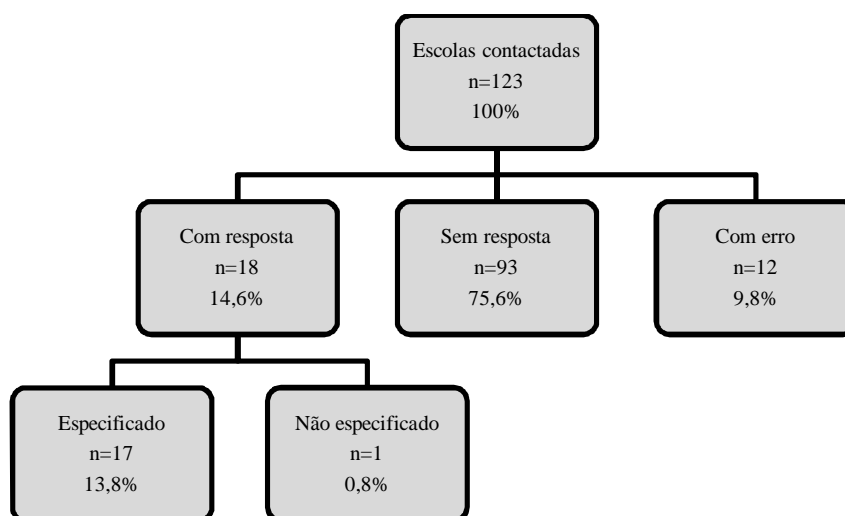 Escolas contactadas
n=123
100%
Com resposta
n=18
14,6%
Sem resposta
n=93
75,6%
Com erro
n=12
9,8%
Especificado
n=17
13,8%
Não especificado
n=1
0,8%